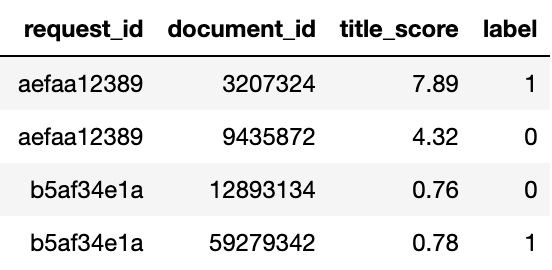 request_id document_id title_score label
aefaa12389 3207324 7.89 1
aefaa12389 9435872 4.32 0
b5af34e1a 12893134 0.76 0
b5af34e1a 59279342 0.78 1